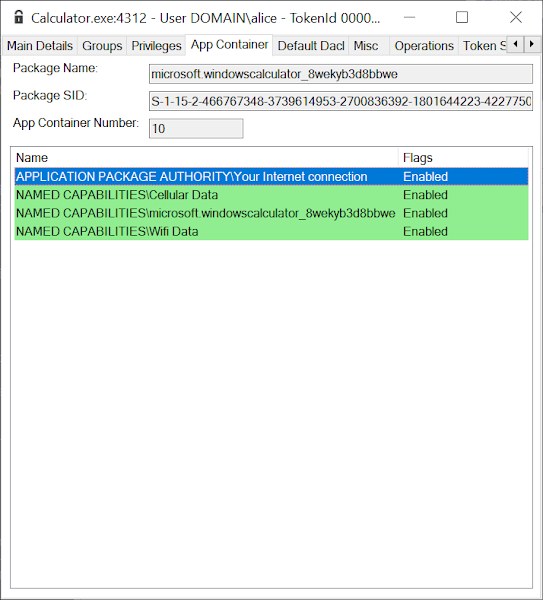 Calculator.exe:4312 - User DOMAIN\alice - TokenId 0000...
Main Details Groups Privileges App Container Default Dacl Misc Operations Token S
Package Name: microsoft.windowscalculator_8wekyb3d8bbwe
Package SID: S-1-15-2-466767348-3739614953-2700836392-1801644223-4227750
App Container Number: 10
Name Flags
APPLICATION PACKAGE AUTHORITY\Your Internet connection Enabled
NAMED CAPABILITIES\Cellular Data Enabled
NAMED CAPABILITIES\microsoft.windowscalculator_8wekyb3d8bbwe Enabled
NAMED CAPABILITIES\Wifi Data Enabled